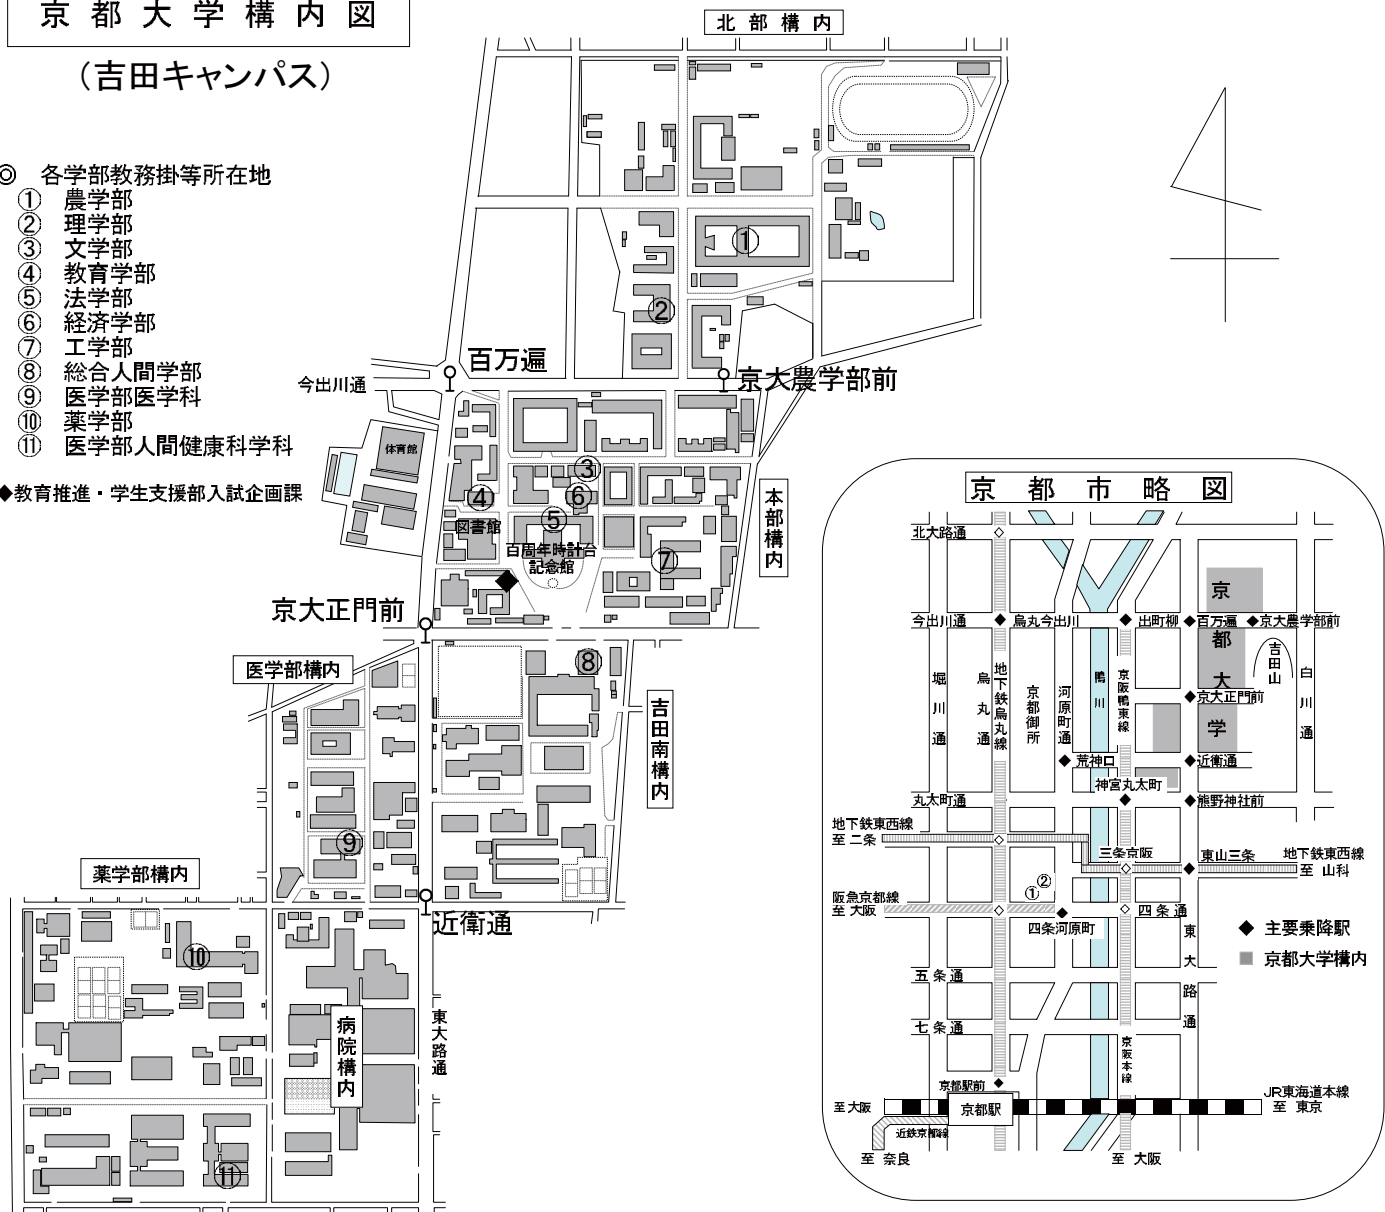 京都大学構内図
（吉田キャンパス）
◎ 各学部教務掛等所在地
① 農学部
② 理学部
③ 文学部
④ 教育学部
⑤ 法学部
⑥ 経済学部
⑦ 工学部
⑧ 総合人間学部
⑨ 医学部医学科
⑩ 薬学部
⑪ 医学部人間健康科学科
◆教育推進・学生支援部入試企画課
北部構内
①
②
百万遍
今出川通
京大農学部前
体育館
③
④
⑥
⑤
図書館
百周年時計台
記念館
⑦
本部構内
京大正門前
医学部構内
⑧
吉田南構内
⑨
薬学部構内
近衛通
⑩
病院構内
東大路通
⑪
京都市略図
北大路通
京都大学
今出川通
烏丸今出川
出町柳
百万遍
京大農学部前
吉田山
堀川通
烏丸通
地下鉄烏丸線
京都御所
河原町通
鴨川
京阪鴨東線
京大正門前
白川通
荒神口
近衛通
神宮丸太町
丸太町通
熊野神社前
地下鉄東西線
至 二条
三条京阪
東山三条
地下鉄東西線
至 山科
①
②
阪急京都線
至 大阪
四条河原町
四条通
◆ 主要乗降駅
京都大学構内
東大路通
五条通
七条通
京阪本線
京都駅前
京都駅
至 大阪
JR東海道本線
至 東京
近鉄京都線
至 奈良
至 大阪